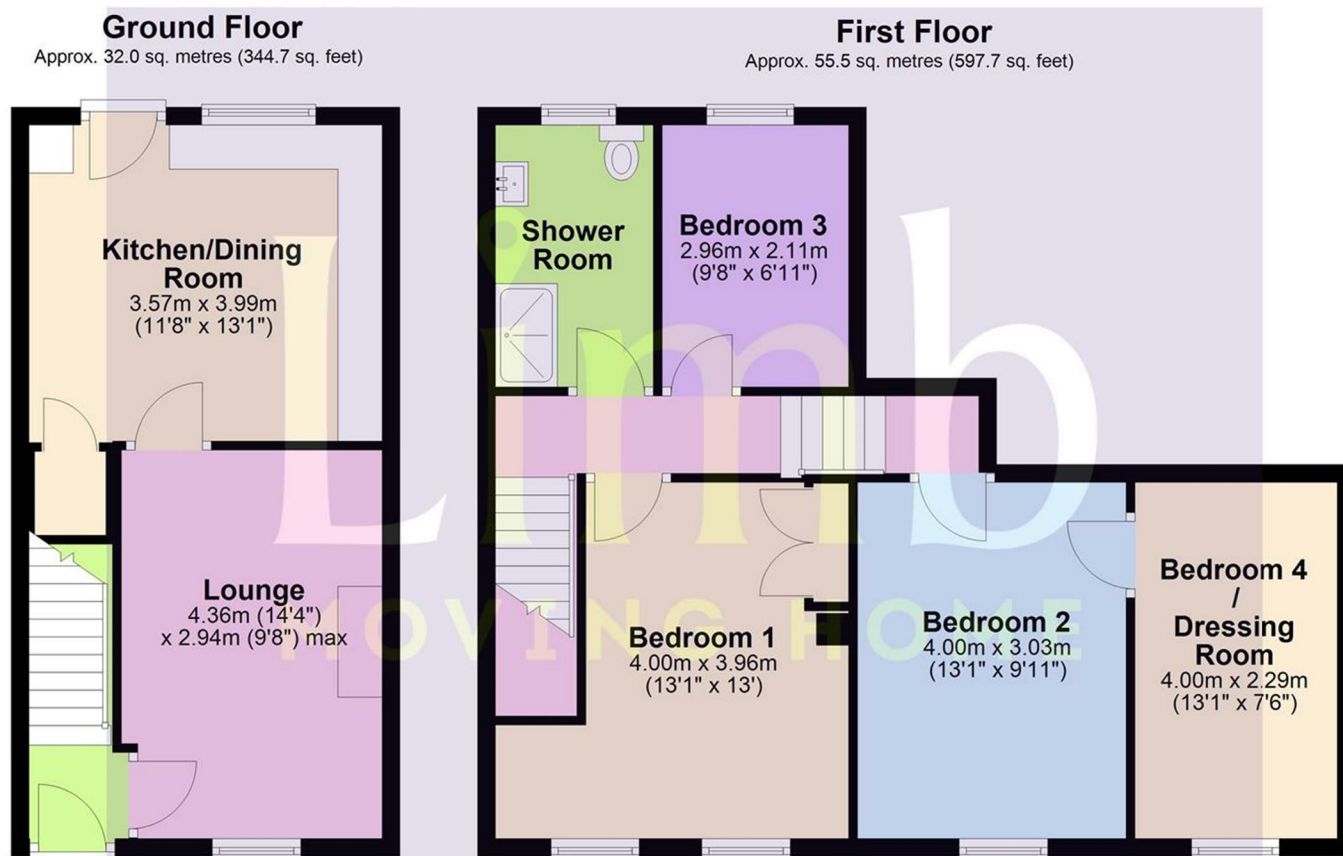 Ground Floor
Approx. 32.0 sq. metres (344.7 sq. feet)
First Floor
Approx. 55.5 sq. metres (597.7 sq. feet)
Kitchen/Dining
Room
3.57m x 3.99m
(11'8" x 13'1")
Shower
Room
Bedroom 3
2.96m x 2.11m
(9'8" x 6'11")
Limb
MOVING HOME
Lounge
4.36m (14'4")
x 2.94m (9'8") max
Bedroom 1
4.00m x 3.96m
(13'1" x 13')
Bedroom 2
4.00m x 3.03m
(13'1" x 9'11")
Bedroom 4
/
Dressing
Room
4.00m x 2.29m
(13'1" x 7'6")